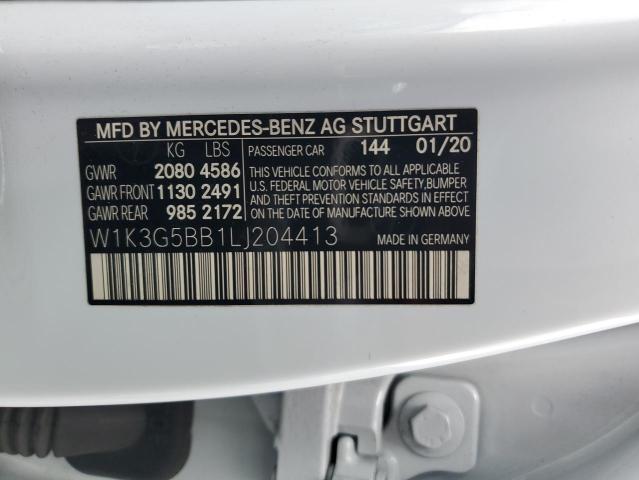 MFD BY MERCEDES-BENZ AG STUTTGART
KG LBS PASSENGER CAR 144 01/20
GVWR 2080 4586 THIS VEHICLE CONFORMS TO ALL APPLICABLE
GAWR FRONT 1130 2491 U.S. FEDERAL MOTOR VEHICLE SAFETY,BUMPER
GAWR REAR 985 2172 AND THEFT PREVENTION STANDARDS
IN EFFECT ON THE DATE OF MANUFACTURE SHOWN ABOVE.
W1K3G5BB1LJ204413 MADE IN GERMANY